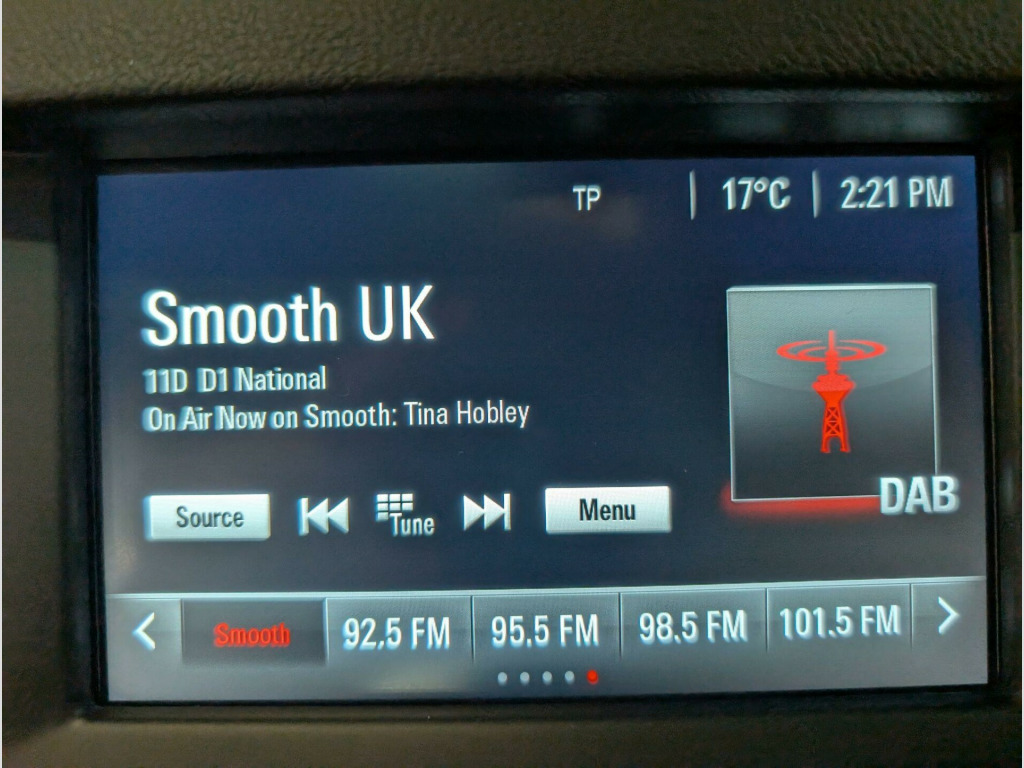 TP 17°C 2:21 PM
Smooth UK
11D D1 National
On Air Now on Smooth: Tina Hobley
DAB
Source Tune Menu
Smooth 92.5 FM 95.5 FM 98.5 FM 101.5 FM